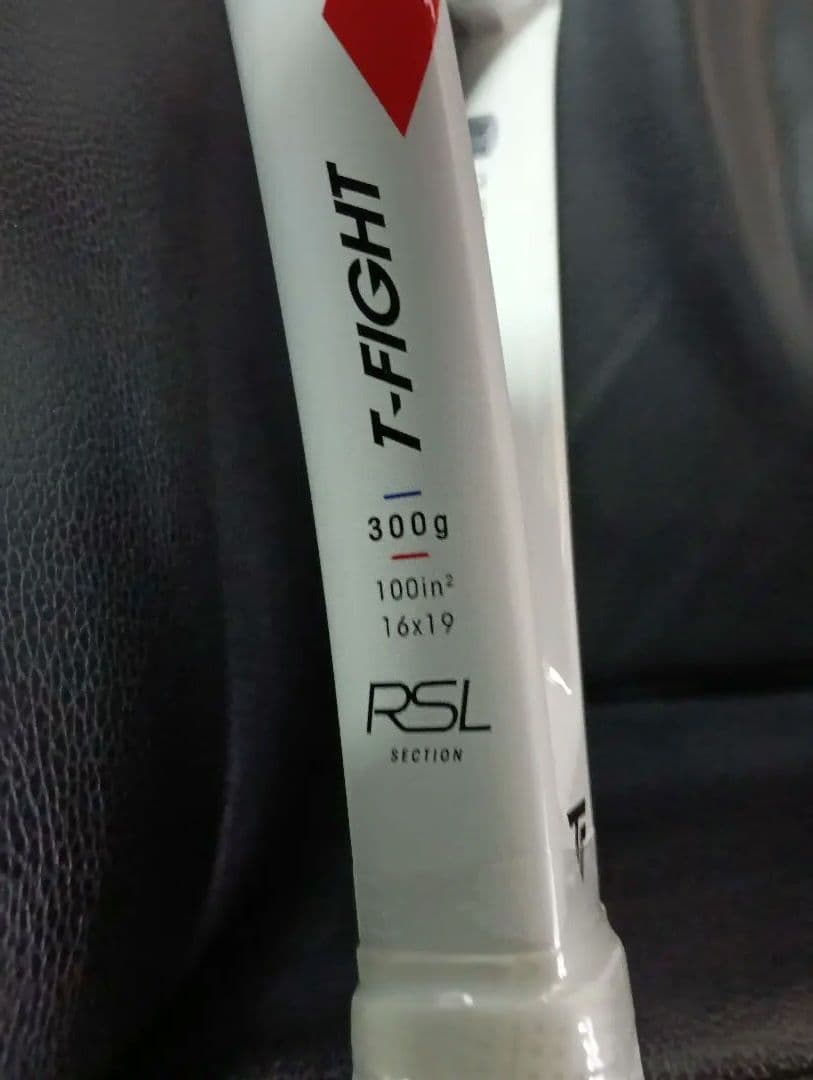 T-FIGHT
300g
100in²
16x19
RSL
SECTION